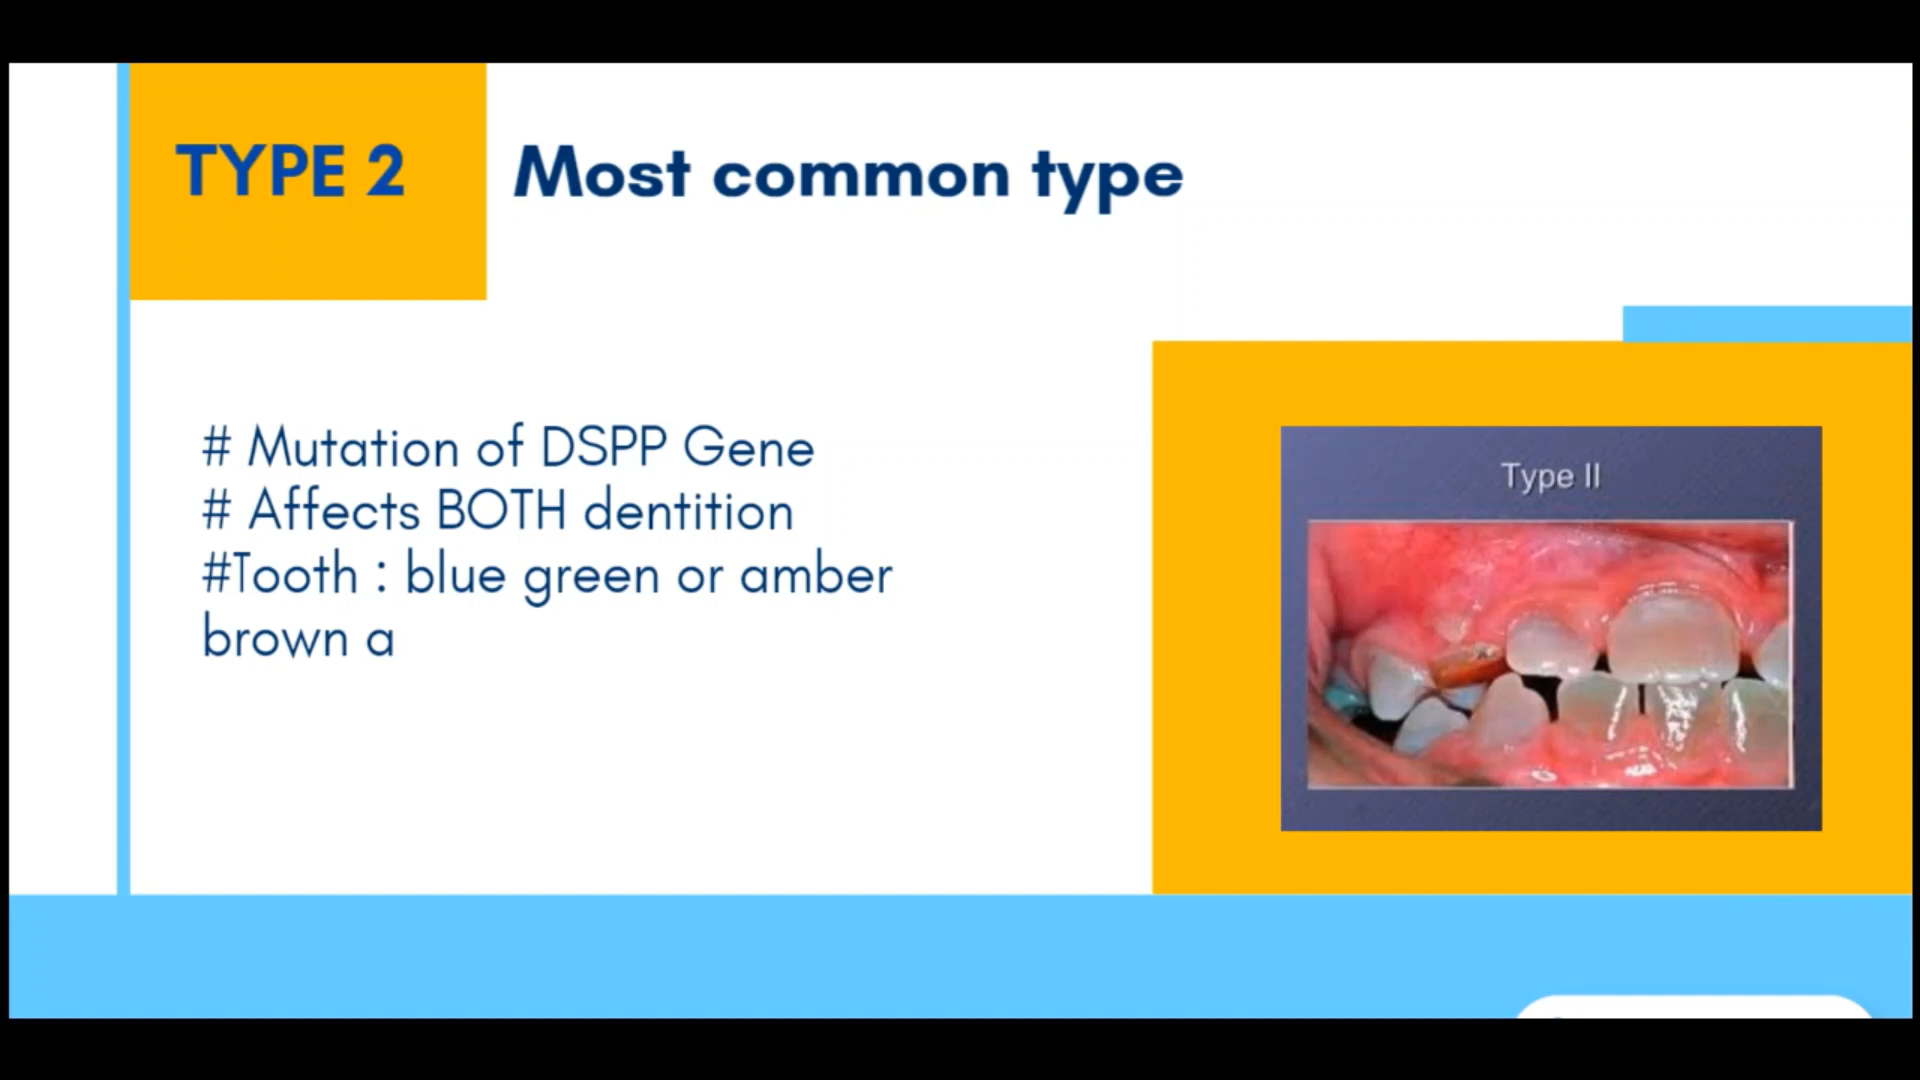 TYPE 2
Most common type
# Mutation of DSPP Gene
# Affects BOTH dentition
#Tooth : blue green or amber
brown a
Type II